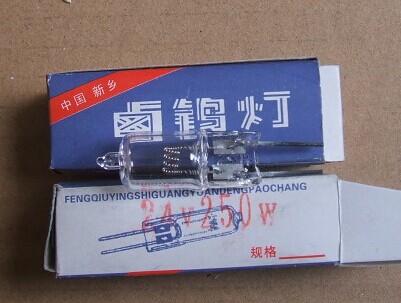 中国 新乡
卤钨灯
FENGQIUYINGSHIGUANGYUANDENGPAOCHANG
24V250W
规格